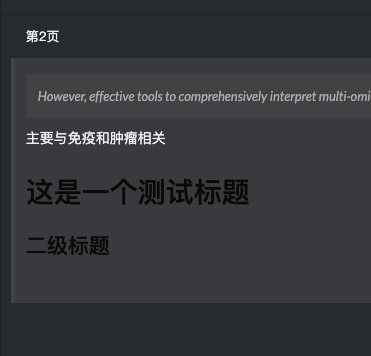 第2页
However, effective tools to comprehensively interpret multi-omi
主要与免疫和肿瘤相关
这是一个测试标题
二级标题